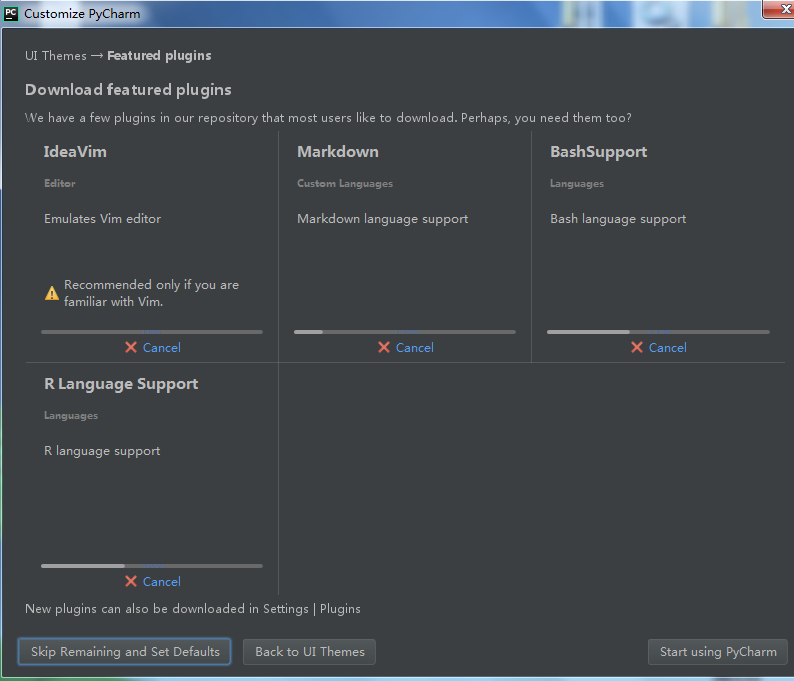 PC Customize PyCharm
UI Themes → Featured plugins
Download featured plugins
We have a few plugins in our repository that most users like to download. Perhaps, you need them too?
IdeaVim
Editor
Emulates Vim editor
Recommended only if you are
familiar with Vim.
Cancel
Markdown
Custom Languages
Markdown language support
Cancel
BashSupport
Languages
Bash language support
Cancel
R Language Support
Languages
R language support
Cancel
New plugins can also be downloaded in Settings | Plugins
Skip Remaining and Set Defaults
Back to UI Themes
Start using PyCharm